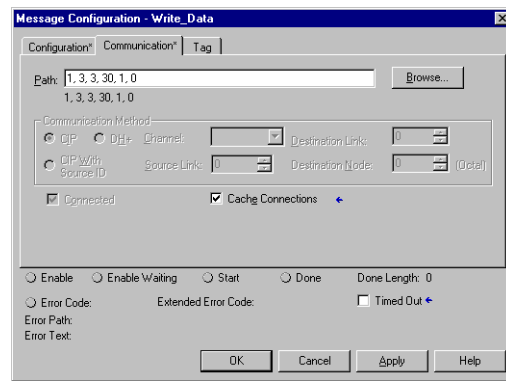 Message Configuration - Write_Data
Configuration* Communication* Tag
Path: 1, 3, 3, 30, 1, 0 Browse...
1, 3, 3, 30, 1, 0
Communication Method
CIP DH+ Channel: Destination Link: 0
CIP With Source ID Source Link: 0 Destination Node: 0 (Octal)
Connected Cache Connections ←
Enable Enable Waiting Start Done Done Length: 0
Error Code: Extended Error Code: Timed Out ←
Error Path:
Error Text:
OK Cancel Apply Help